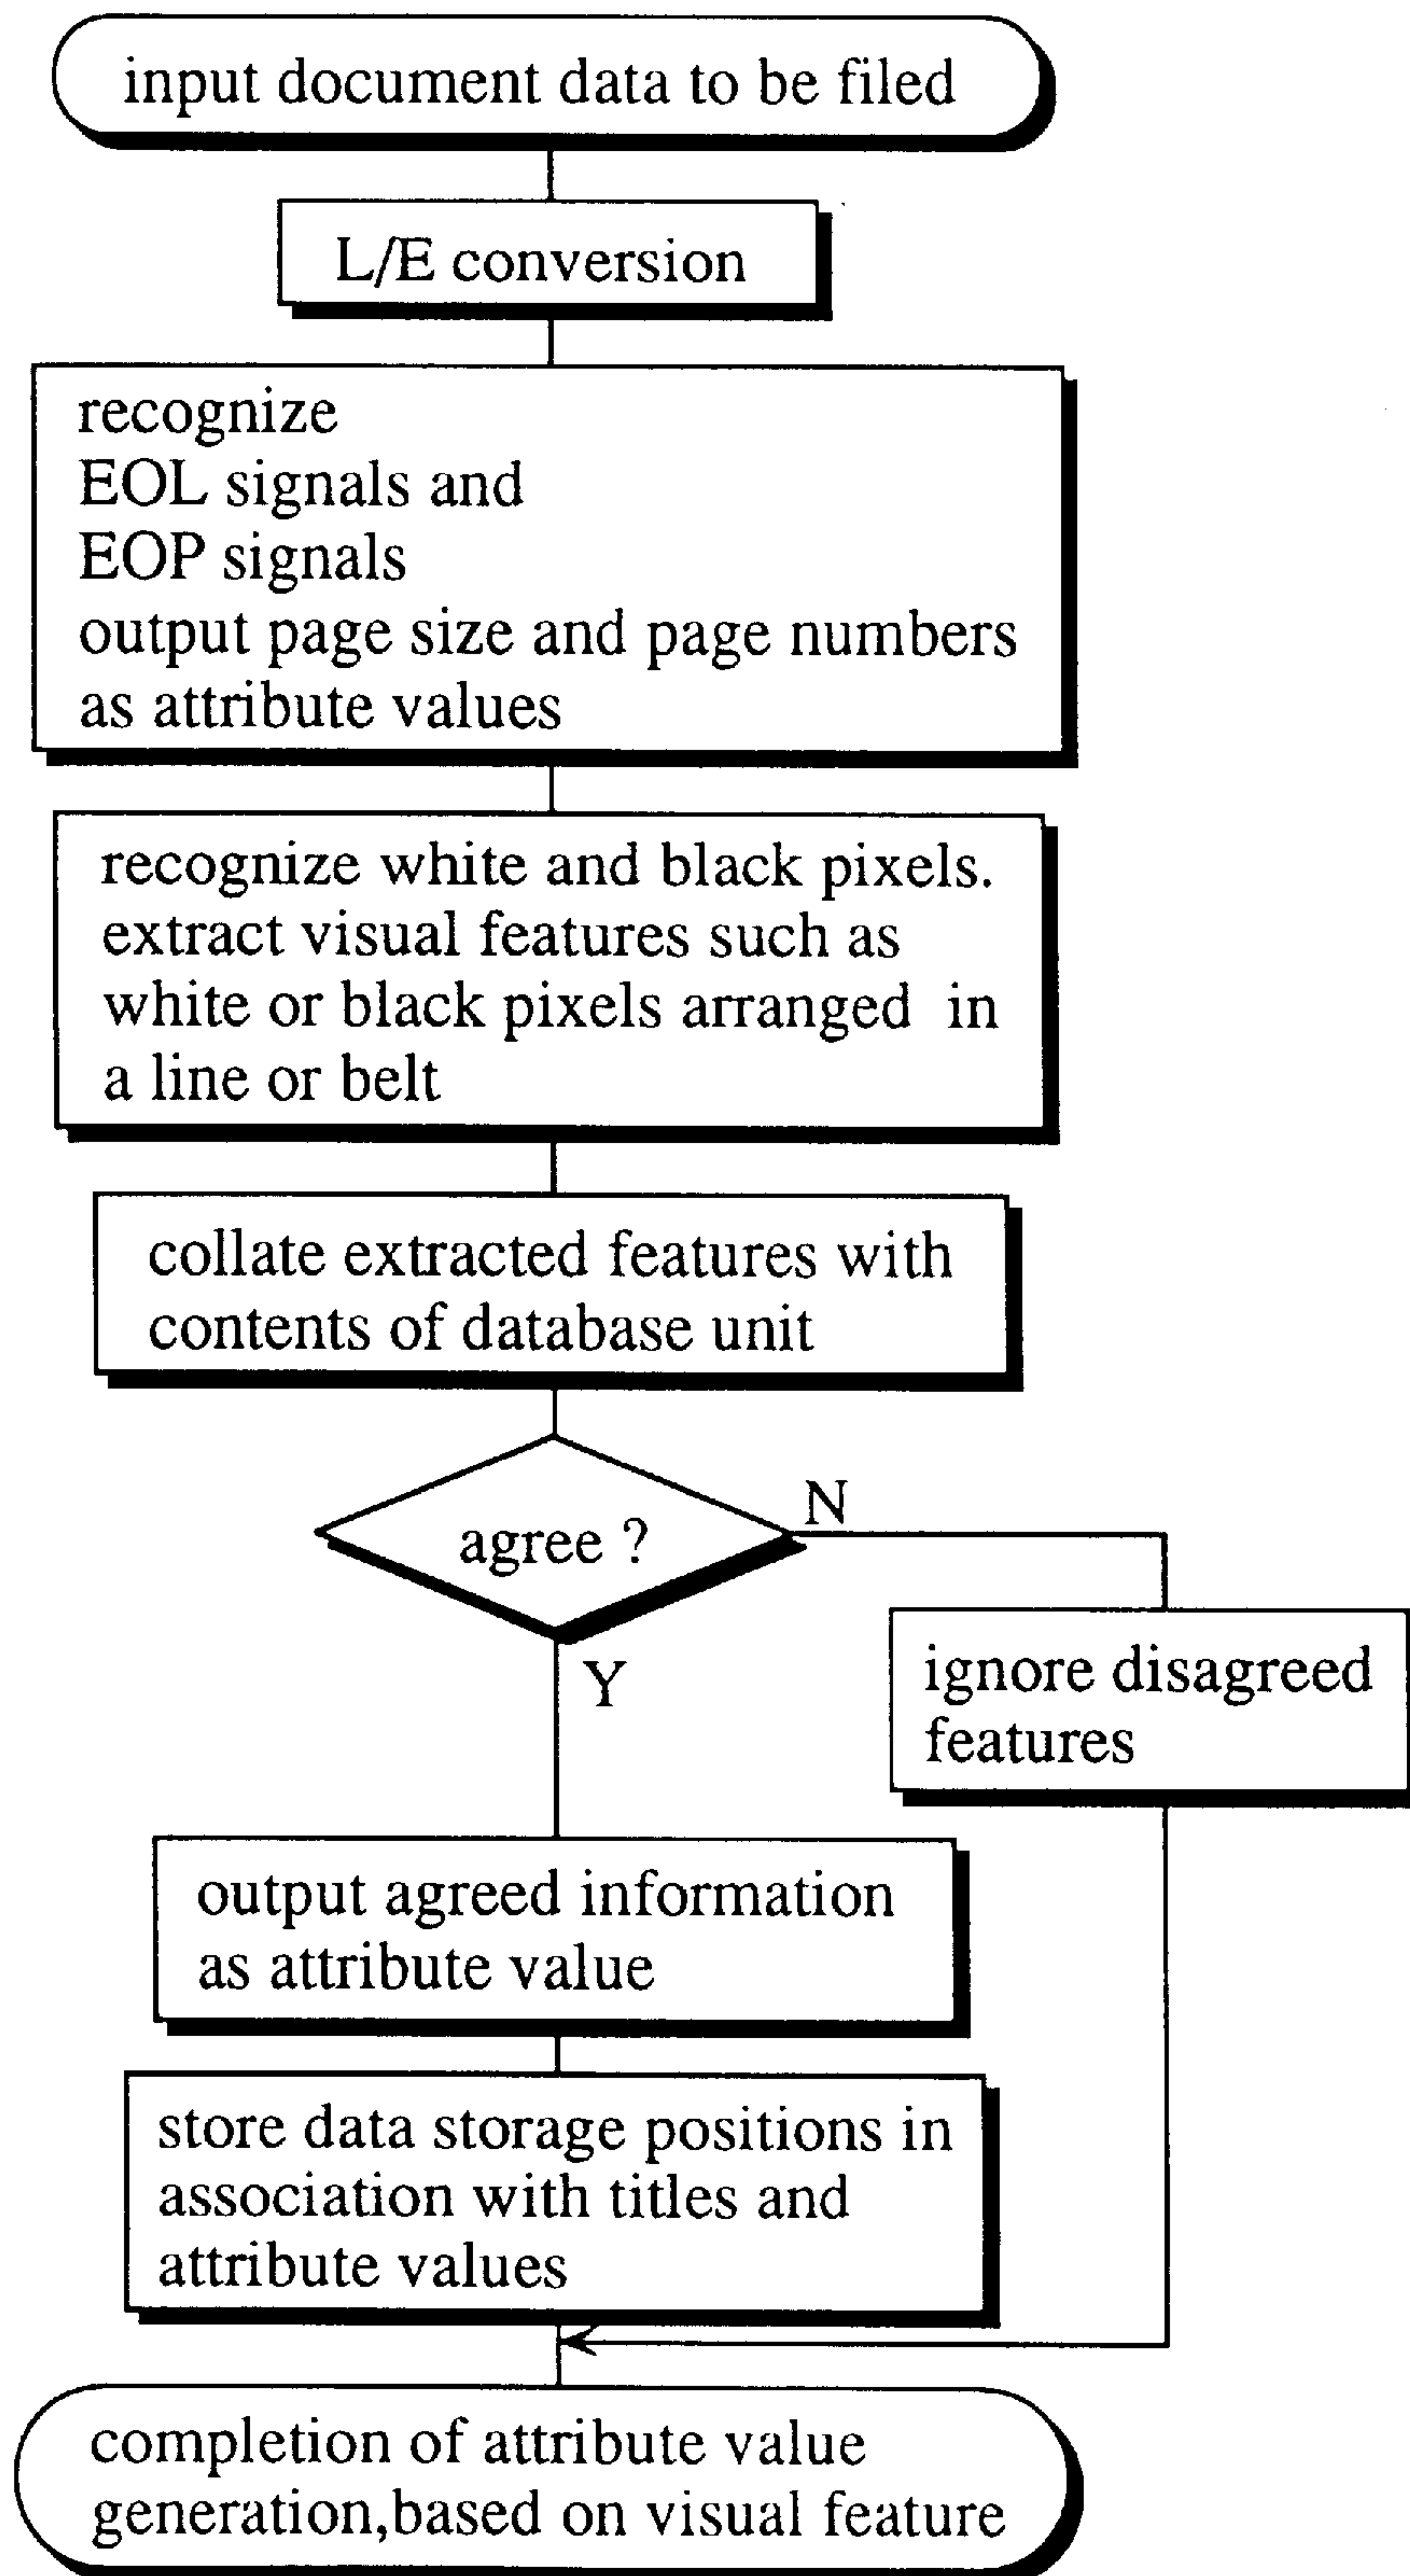 input document data to be filed
L/E conversion
recognize
EOL signals and
EOP signals
output page size and page numbers
as attribute values
recognize white and black pixels.
extract visual features such as
white or black pixels arranged in
a line or belt
collate extracted features with
contents of database unit
agree ?
N
Y
ignore disagreed
features
output agreed information
as attribute value
store data storage positions in
association with titles and
attribute values
completion of attribute value
generation,based on visual feature